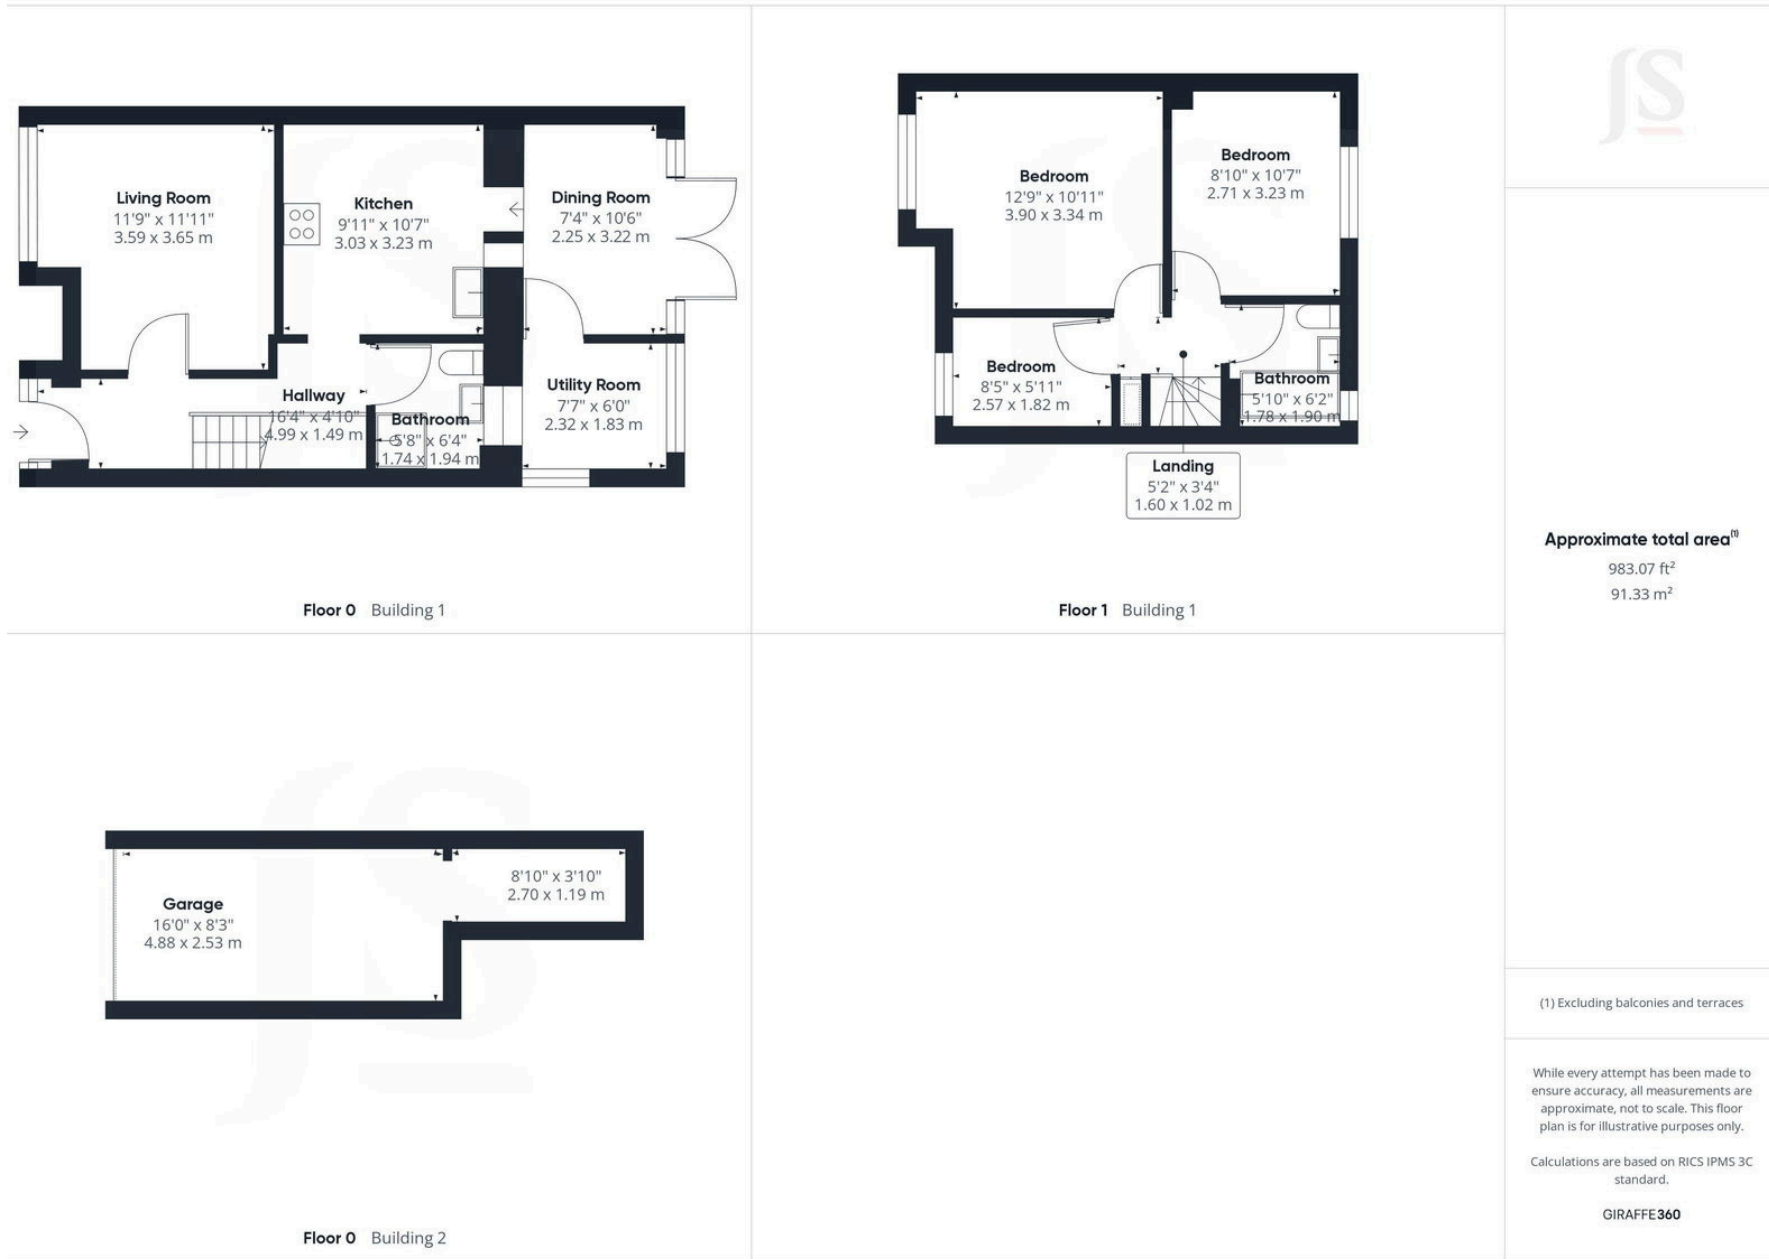 Living Room
11'9" x 11'11"
3.59 x 3.65 m
Kitchen
9'11" x 10'7"
3.03 x 3.23 m
Dining Room
7'4" x 10'6"
2.25 x 3.22 m
Hallway
16'4" x 4'10"
4.99 x 1.49 m
Bathroom
5'8" x 6'4"
1.74 x 1.94 m
Utility Room
7'7" x 6'0"
2.32 x 1.83 m
Floor 0 Building 1
Bedroom
12'9" x 10'11"
3.90 x 3.34 m
Bedroom
8'10" x 10'7"
2.71 x 3.23 m
Bedroom
8'5" x 5'11"
2.57 x 1.82 m
Bathroom
5'10" x 6'2"
1.78 x 1.90 m
Landing
5'2" x 3'4"
1.60 x 1.02 m
Floor 1 Building 1
Garage
16'0" x 8'3"
4.88 x 2.53 m
8'10" x 3'10"
2.70 x 1.19 m
Floor 0 Building 2
JS
Approximate total area(1)
983.07 ft²
91.33 m²
(1) Excluding balconies and terraces
While every attempt has been made to
ensure accuracy, all measurements are
approximate, not to scale. This floor
plan is for illustrative purposes only.
Calculations are based on RICS IPMS 3C
standard.
GIRAFFE360